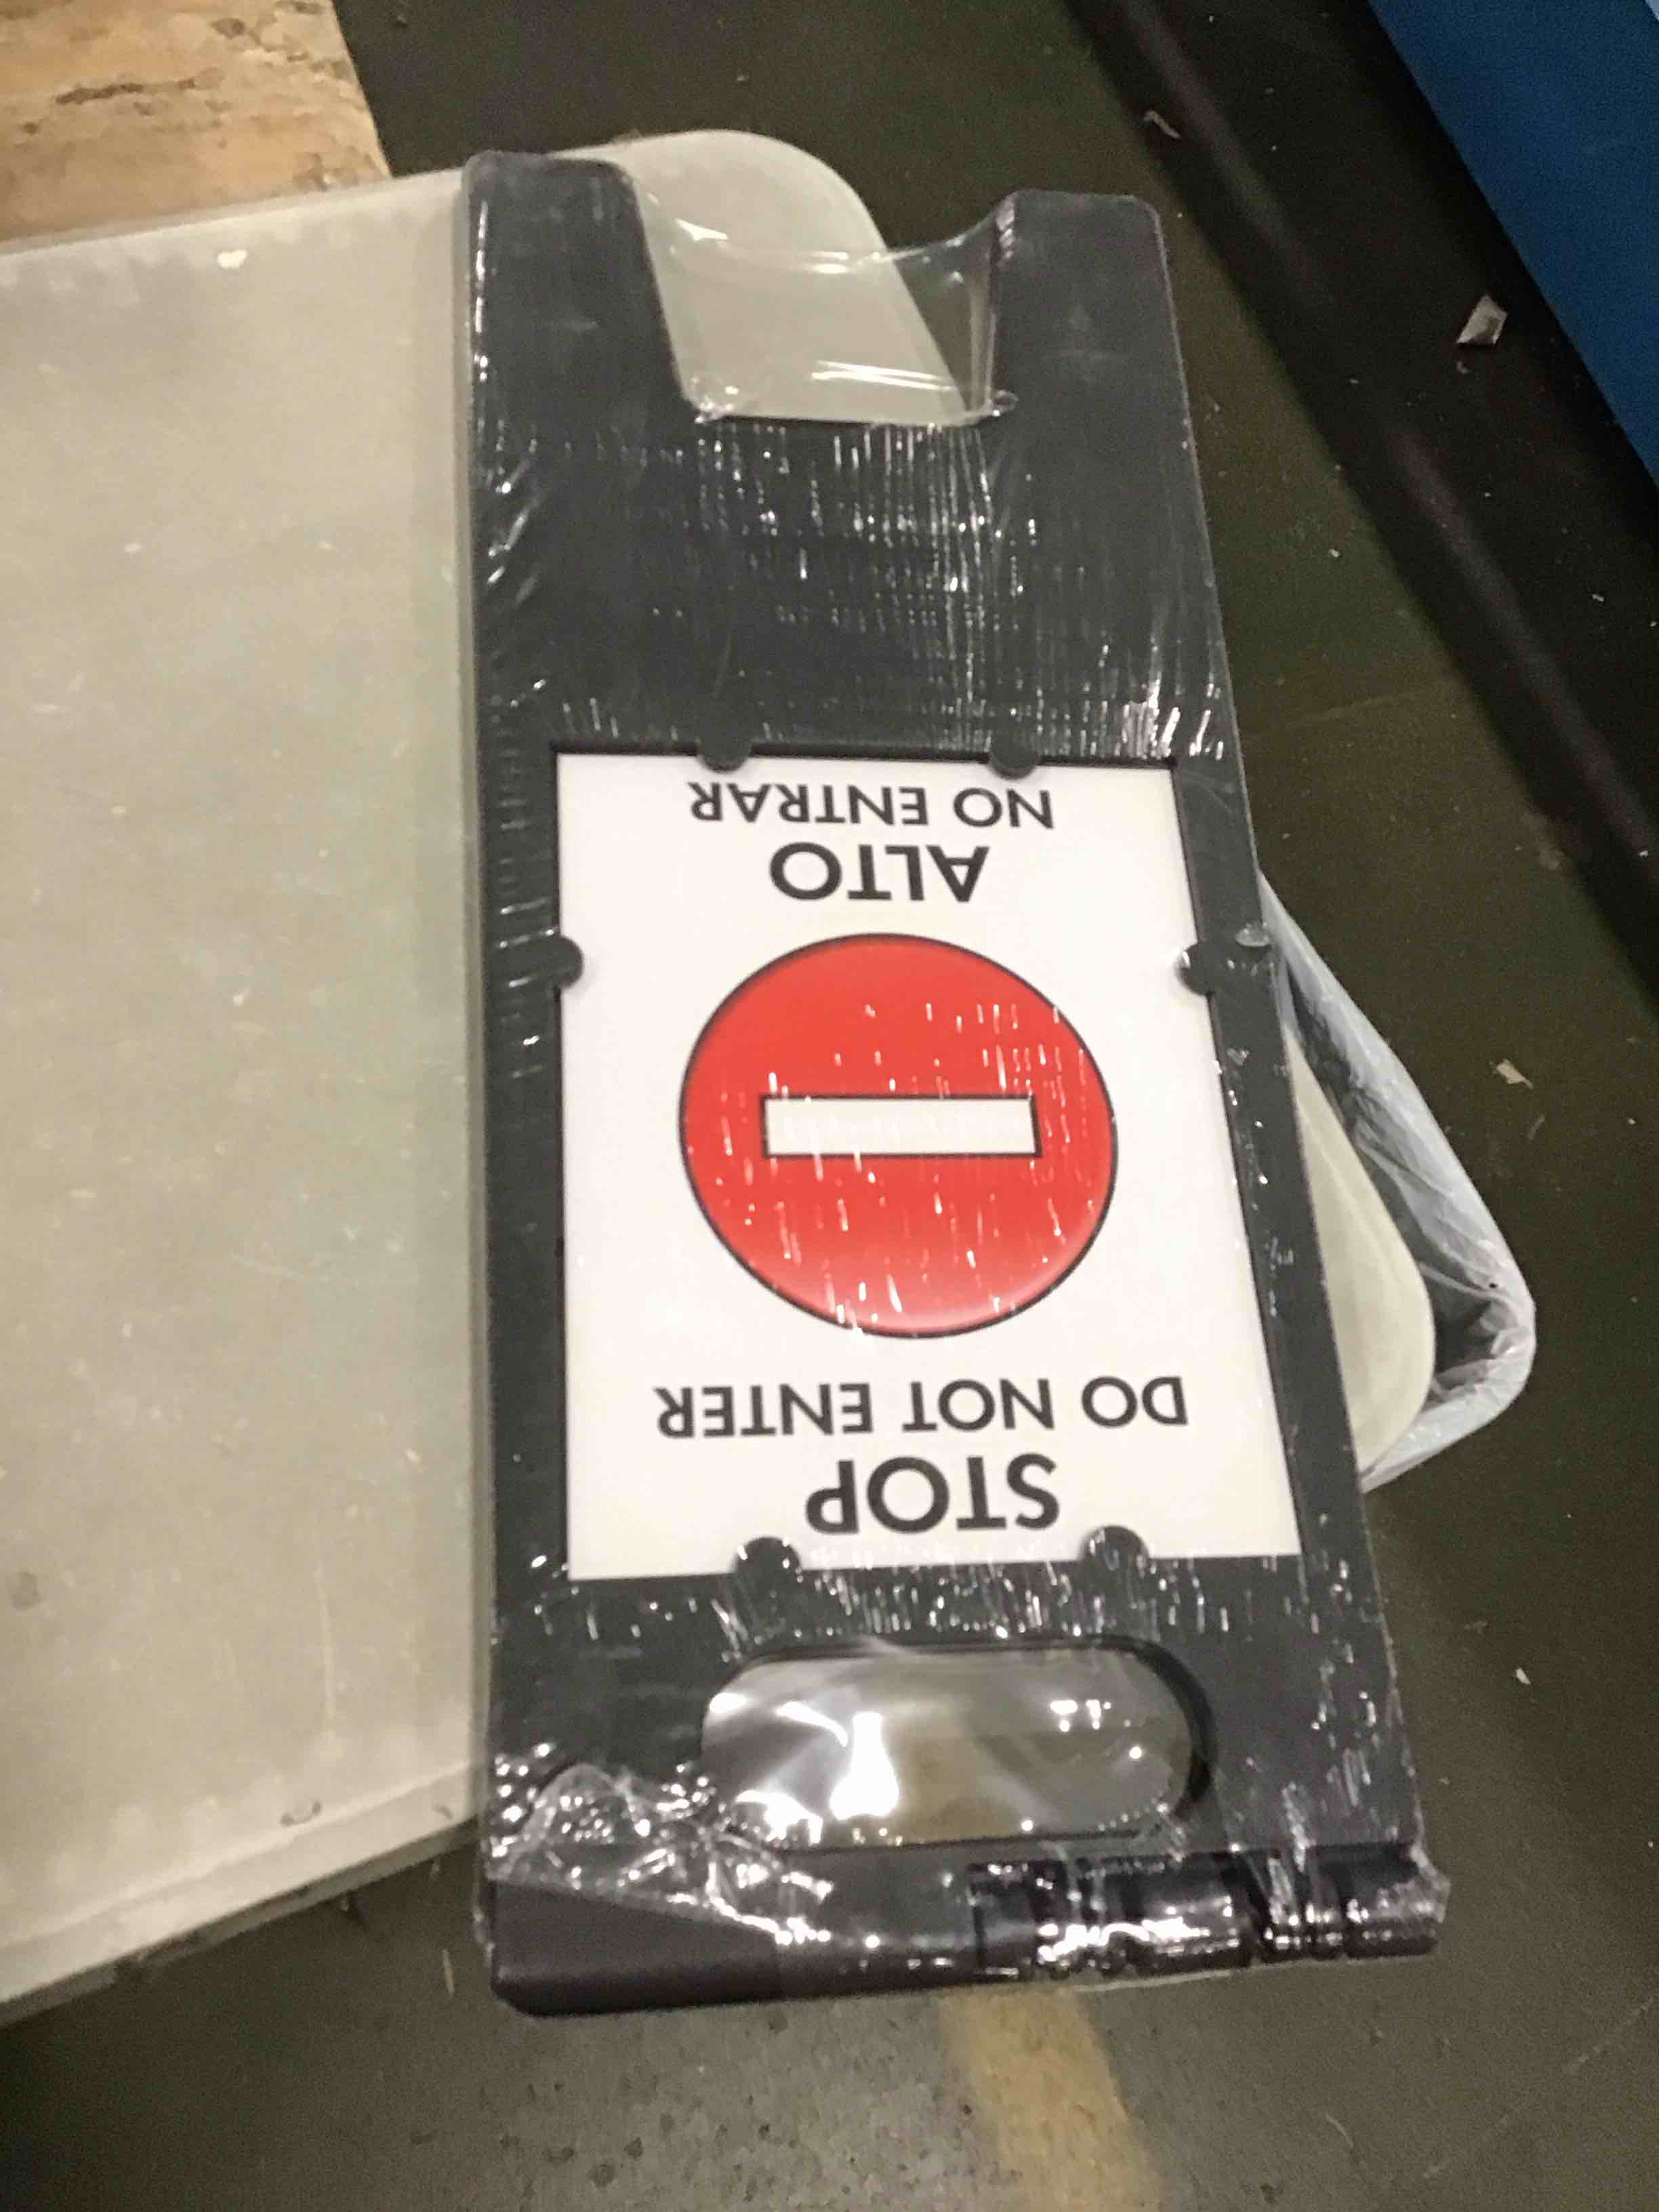 STOP
DO NOT ENTER
ALTO
NO ENTRAR